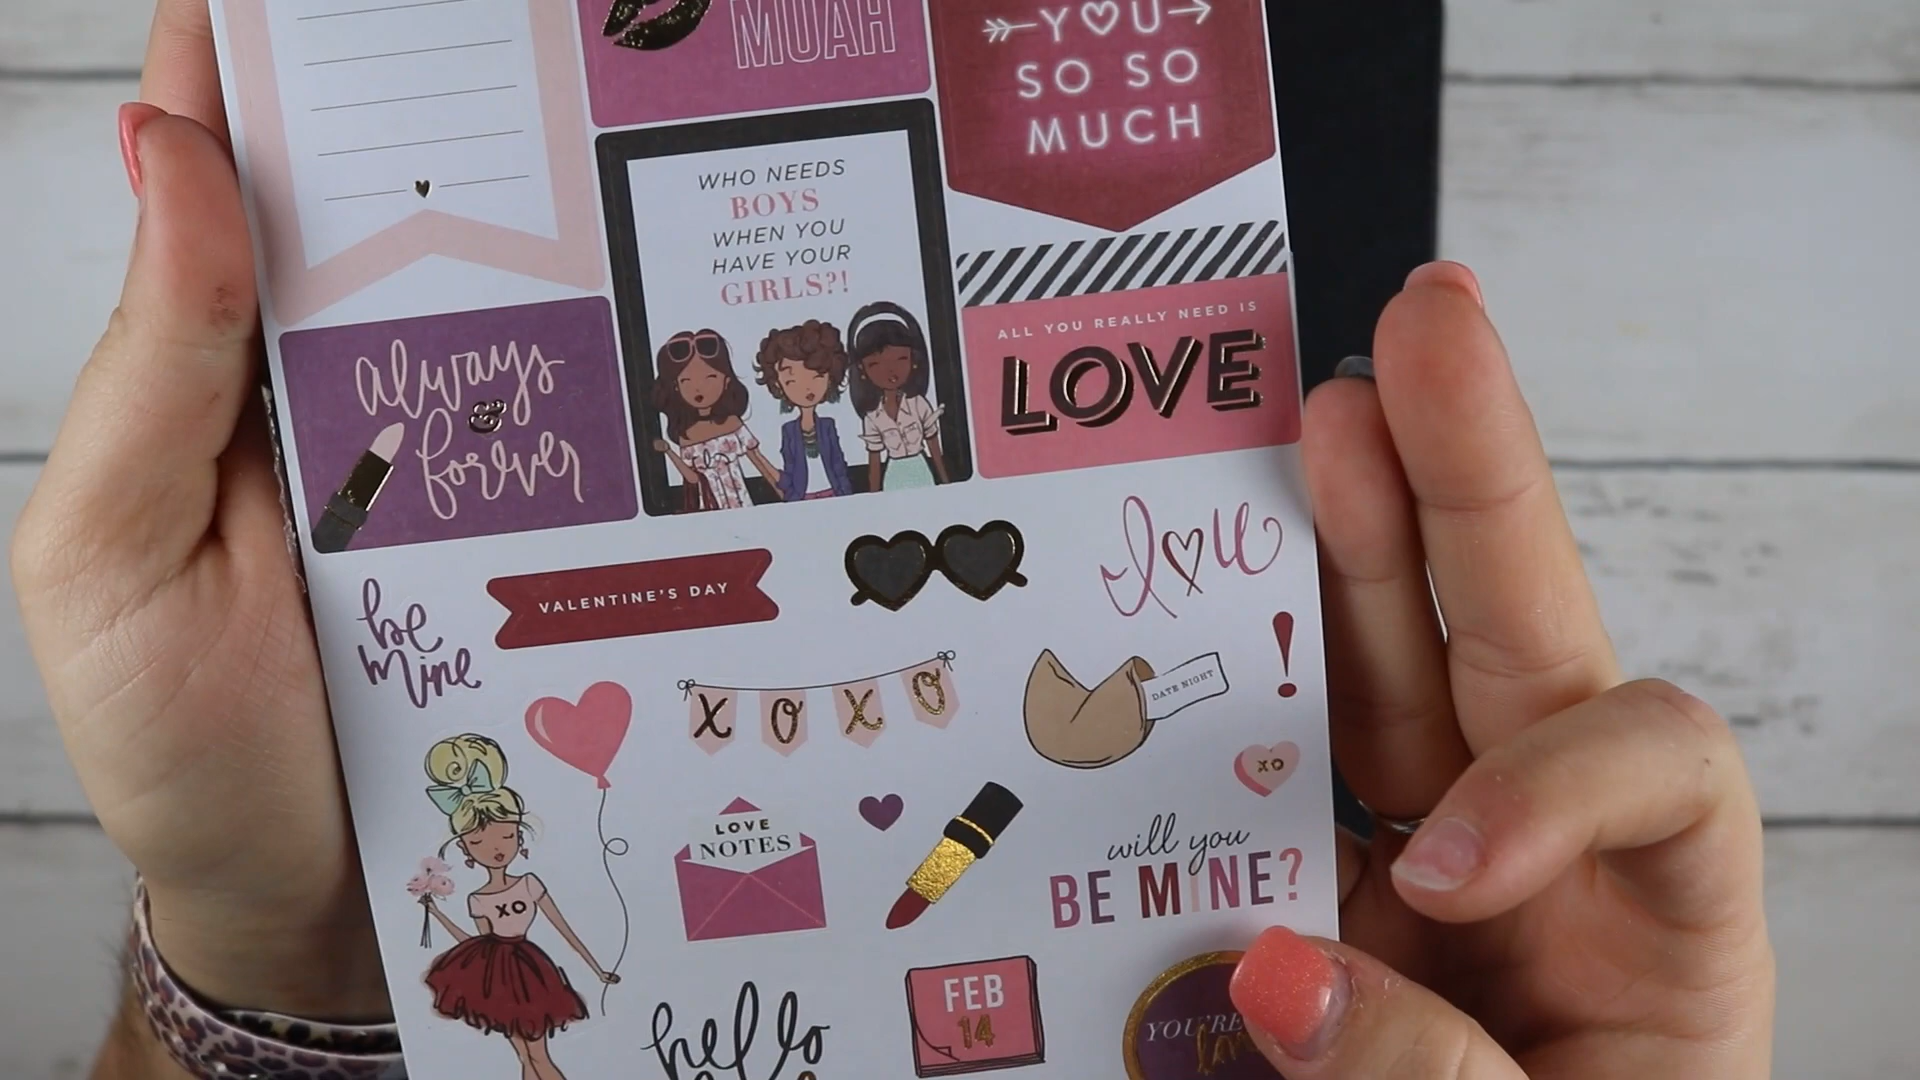 MUAH
YOU
SO SO
MUCH
WHO NEEDS
BOYS
WHEN YOU
HAVE YOUR
GIRLS?!
always
&
forever
ALL YOU REALLY NEED IS
LOVE
be
mine
VALENTINE'S DAY
I ♡ U
XOXO
DATE NIGHT
!
XO
LOVE
NOTES
will you
BE MINE?
XO
hello
FEB
14
YOU'RE